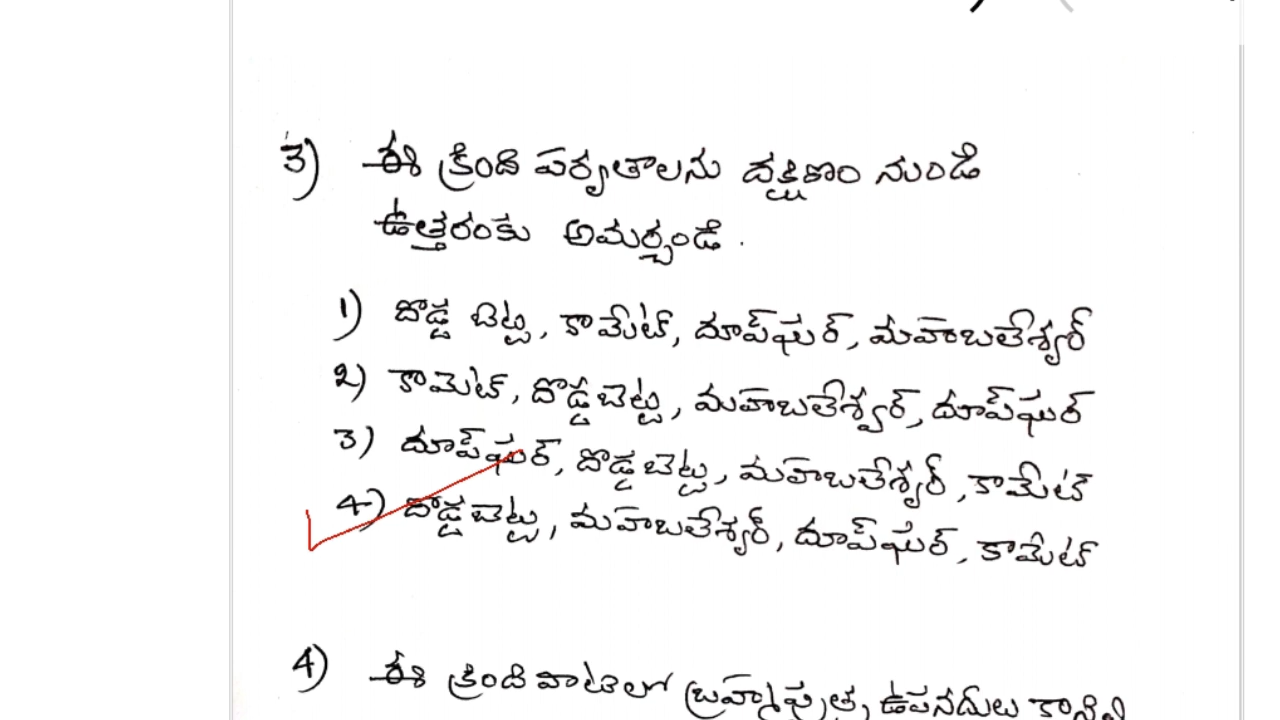 3) ఈ క్రింది పర్వతాలను దక్షిణం నుండి
ఉత్తరంకు అమర్చండి .
1) దొడ్డ బెట్ట, కామేట్, దూప్‌ఘర్, మహాబలేశ్వర్
2) కామెట్, దొడ్డబెట్ట, మహాబలేశ్వర్, దూప్‌ఘర్
3) దూప్‌ఘర్, దొడ్డబెట్ట, మహాబలేశ్వర్, కామేట్
4) దొడ్డబెట్ట, మహాబలేశ్వర్, దూప్‌ఘర్, కామేట్
4) ఈ క్రింది వాటిలో బ్రహ్మపుత్ర ఉపనదులు కానివి